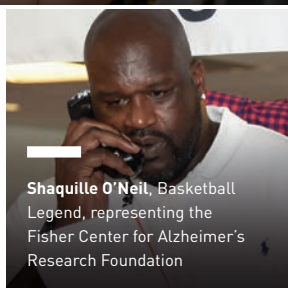 Shaquille O'Neil, Basketball
Legend, representing the
Fisher Center for Alzheimer's
Research Foundation